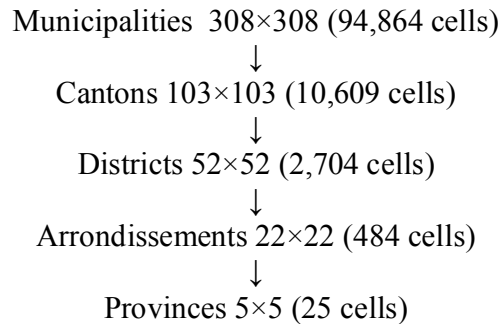 Municipalities 308×308 (94,864 cells)
↓
Cantons 103×103 (10,609 cells)
↓
Districts 52×52 (2,704 cells)
↓
Arrondissements 22×22 (484 cells)
↓
Provinces 5×5 (25 cells)